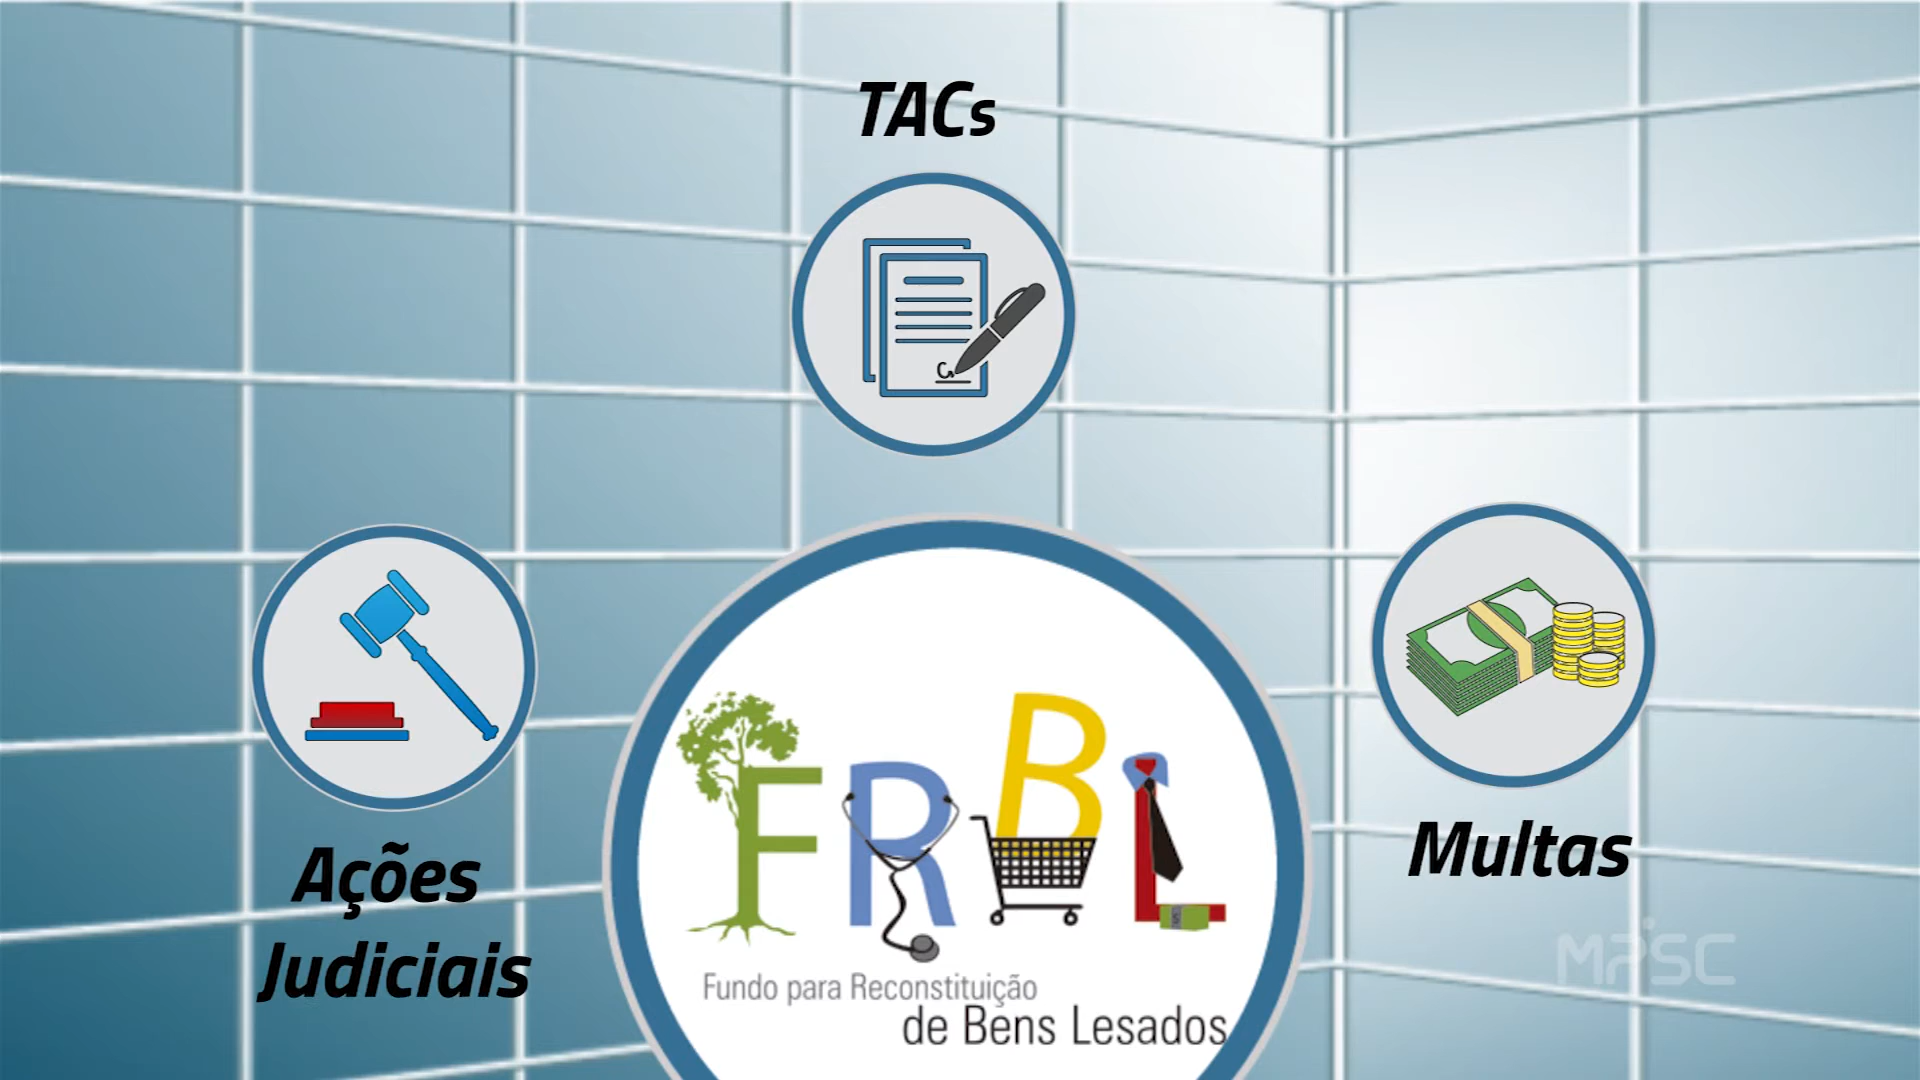 TACs
Ações
Judiciais
Multas
FRBL
Fundo para Reconstituição
de Bens Lesados
MPSC